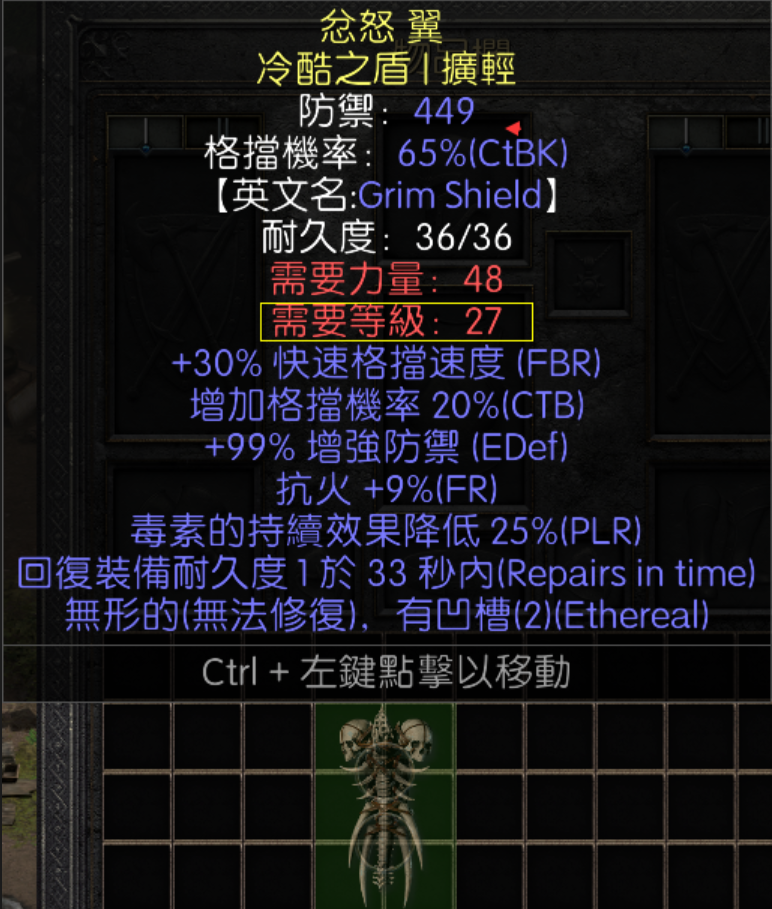 忿怒 翼
冷酷之盾 | 擴輕
防禦： 449
格擋機率： 65%(CtBK)
【英文名:Grim Shield】
耐久度： 36/36
需要力量： 48
需要等級： 27
+30% 快速格擋速度 (FBR)
增加格擋機率 20%(CTB)
+99% 增強防禦 (EDef)
抗火 +9%(FR)
毒素的持續效果降低 25%(PLR)
回復裝備耐久度 1 於 33 秒內(Repairs in time)
無形的(無法修復)， 有凹槽(2)(Ethereal)
Ctrl + 左鍵點擊以移動